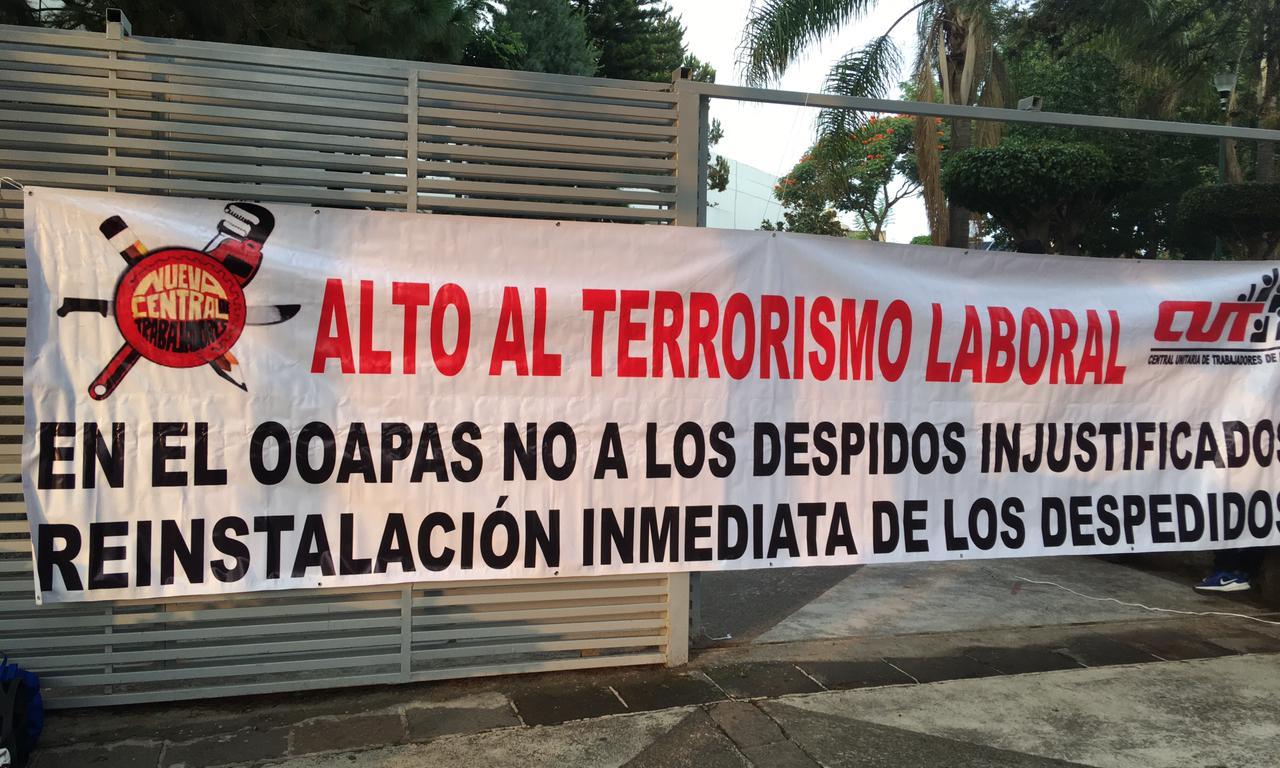 NUEVA
CENTRAL
TRABAJADORES
ALTO AL TERRORISMO LABORAL
CUT
CENTRAL UNITARIA DE TRABAJADORES DE
EN EL OOAPAS NO A LOS DESPIDOS INJUSTIFICADOS
REINSTALACIÓN INMEDIATA DE LOS DESPEDIDOS